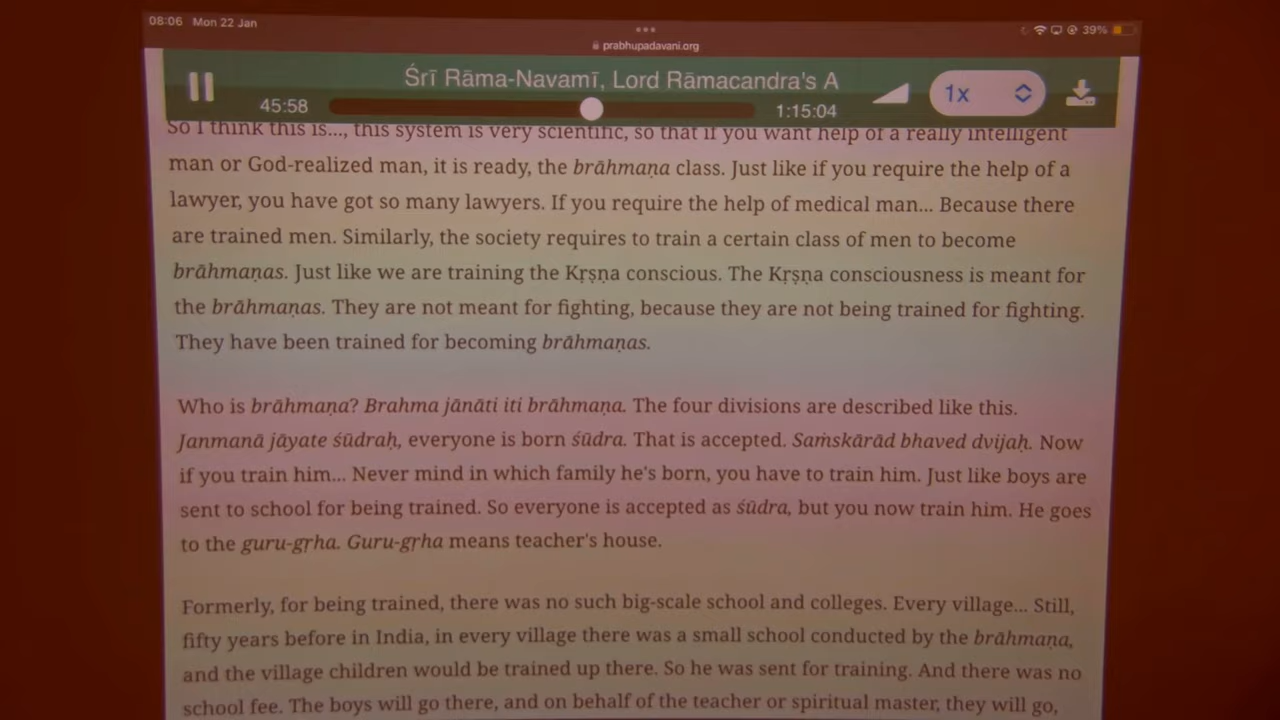 08:06 Mon 22 Jan
39%
prabhupadavani.org
Śrī Rāma-Navamī, Lord Rāmacandra's A
45:58
1:15:04
1x
So I think this is..., this system is very scientific, so that if you want help of a really intelligent
man or God-realized man, it is ready, the brāhmaṇa class. Just like if you require the help of a
lawyer, you have got so many lawyers. If you require the help of medical man... Because there
are trained men. Similarly, the society requires to train a certain class of men to become
brāhmaṇas. Just like we are training the Kṛṣṇa conscious. The Kṛṣṇa consciousness is meant for
the brāhmaṇas. They are not meant for fighting, because they are not being trained for fighting.
They have been trained for becoming brāhmaṇas.
Who is brāhmaṇa? Brahma jānāti iti brāhmaṇa. The four divisions are described like this.
Janmanā jāyate śūdraḥ, everyone is born śūdra. That is accepted. Saṁskārād bhaved dvijaḥ. Now
if you train him... Never mind in which family he's born, you have to train him. Just like boys are
sent to school for being trained. So everyone is accepted as śūdra, but you now train him. He goes
to the guru-gṛha. Guru-gṛha means teacher's house.
Formerly, for being trained, there was no such big-scale school and colleges. Every village... Still,
fifty years before in India, in every village there was a small school conducted by the brāhmaṇa,
and the village children would be trained up there. So he was sent for training. And there was no
school fee. The boys will go there, and on behalf of the teacher or spiritual master, they will go,